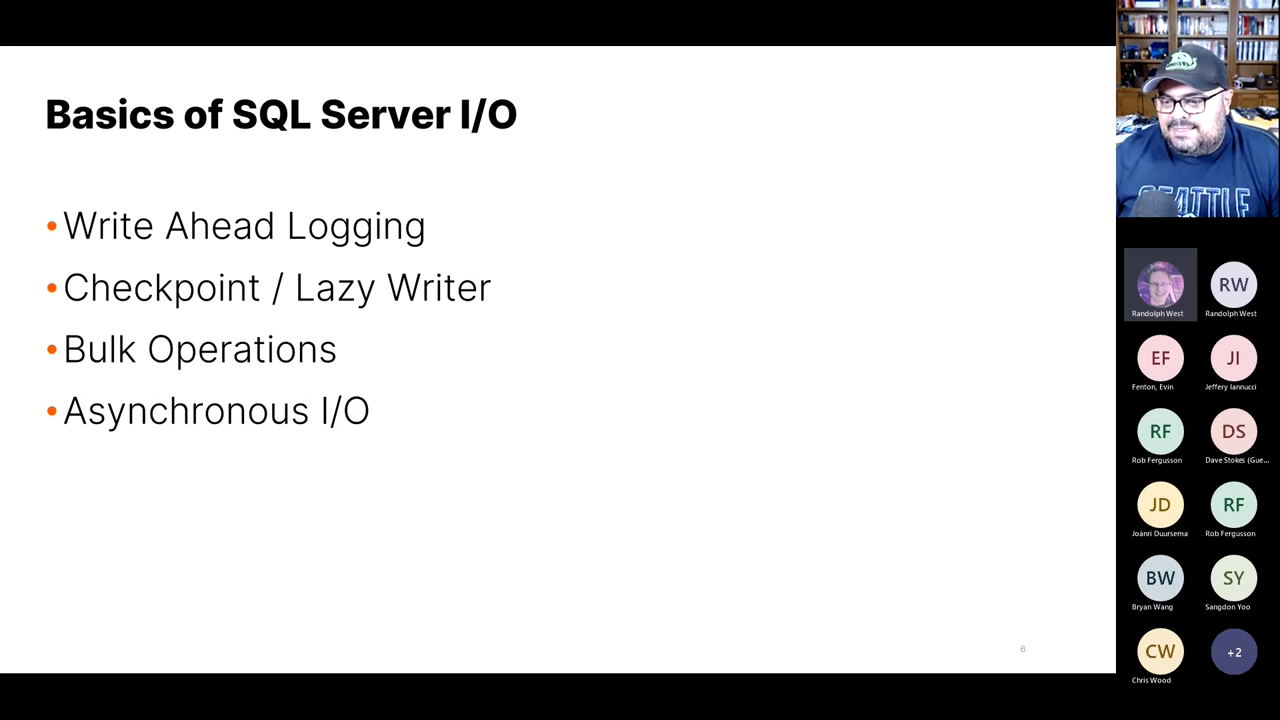 Basics of SQL Server I/O
•Write Ahead Logging
•Checkpoint / Lazy Writer
•Bulk Operations
•Asynchronous I/O
6
SEATTLE
Randolph West
RW
Randolph West
EF
Fenton, Evin
JI
Jeffery Iannucci
RF
Rob Fergusson
DS
Dave Stokes (Gue...
JD
Joánri Duursema
RF
Rob Fergusson
BW
Bryan Wang
SY
Sangdon Yoo
CW
Chris Wood
+2